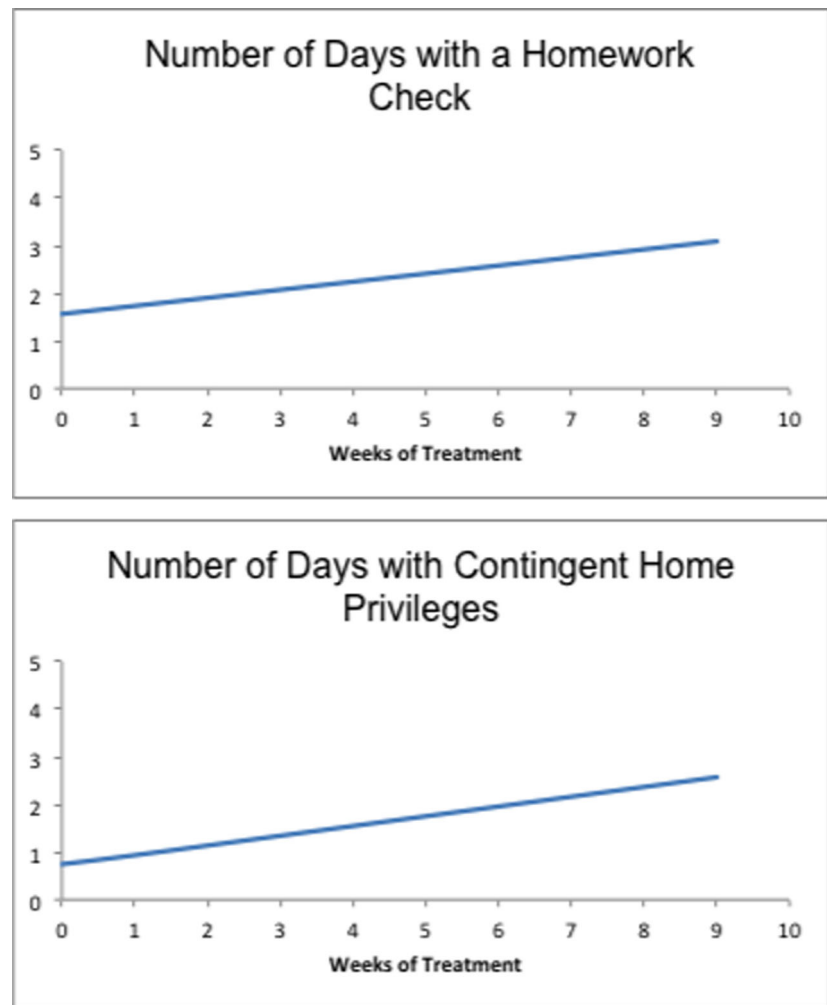 Number of Days with a Homework
Check
5
4
3
2
1
0
0 1 2 3 4 5 6 7 8 9 10
Weeks of Treatment
Number of Days with Contingent Home
Privileges
5
4
3
2
1
0
0 1 2 3 4 5 6 7 8 9 10
Weeks of Treatment